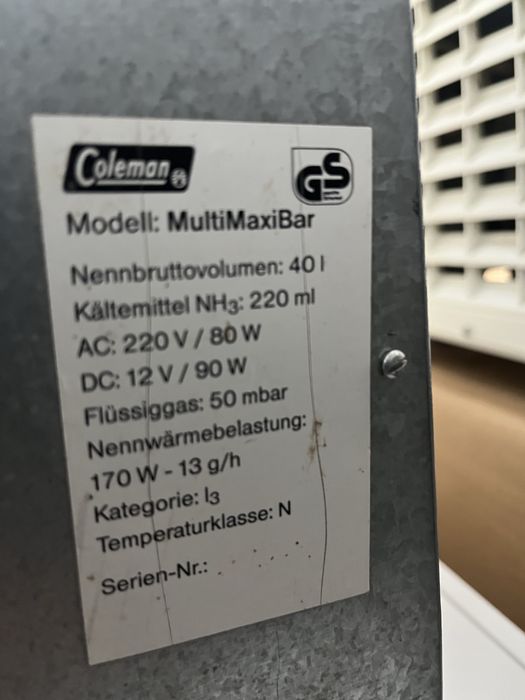 Coleman
GS
Modell: MultiMaxiBar
Nennbruttovolumen: 40 l
Kältemittel NH₃: 220 ml
AC: 220 V / 80 W
DC: 12 V / 90 W
Flüssiggas: 50 mbar
Nennwärmebelastung:
170 W - 13 g/h
Kategorie: I₃
Temperaturklasse: N
Serien-Nr.: